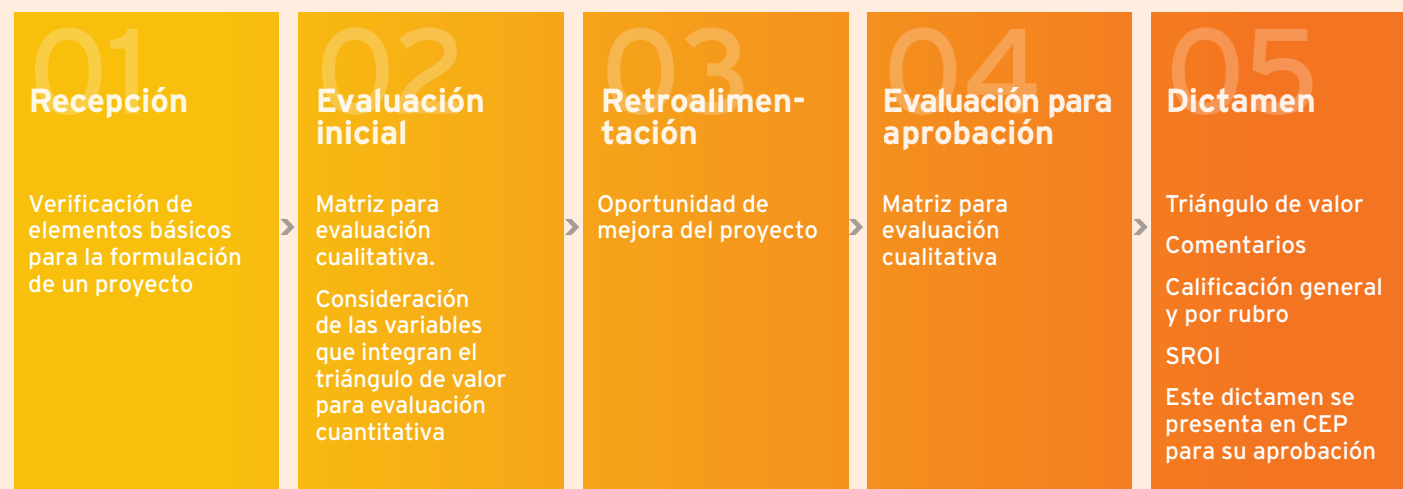 01
Recepción
Verificación de
elementos básicos
para la formulación
de un proyecto
02
Evaluación
inicial
Matriz para
evaluación
cualitativa.
Consideración
de las variables
que integran el
triángulo de valor
para evaluación
cuantitativa
03
Retroalimen-
tación
Oportunidad de
mejora del proyecto
04
Evaluación para
aprobación
Matriz para
evaluación
cualitativa
05
Dictamen
Triángulo de valor
Comentarios
Calificación general
y por rubro
SROI
Este dictamen se
presenta en CEP
para su aprobación